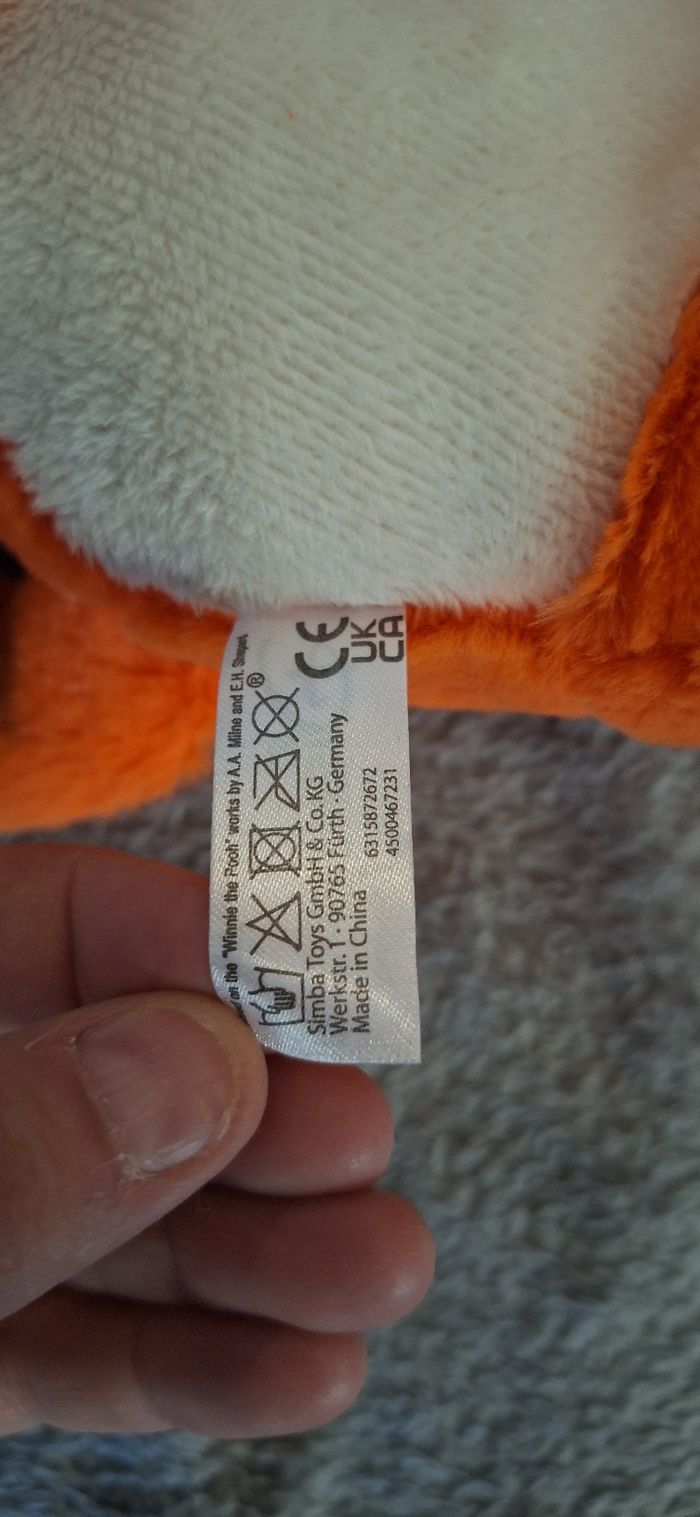 on the "Winnie the Pooh" works by A.A. Milne and E.H. Shepard
®
CE
UK
CA
Simba Toys GmbH & Co.KG
Werkstr. 1 · 90765 Fürth · Germany
Made in China
6315872672
4500467231